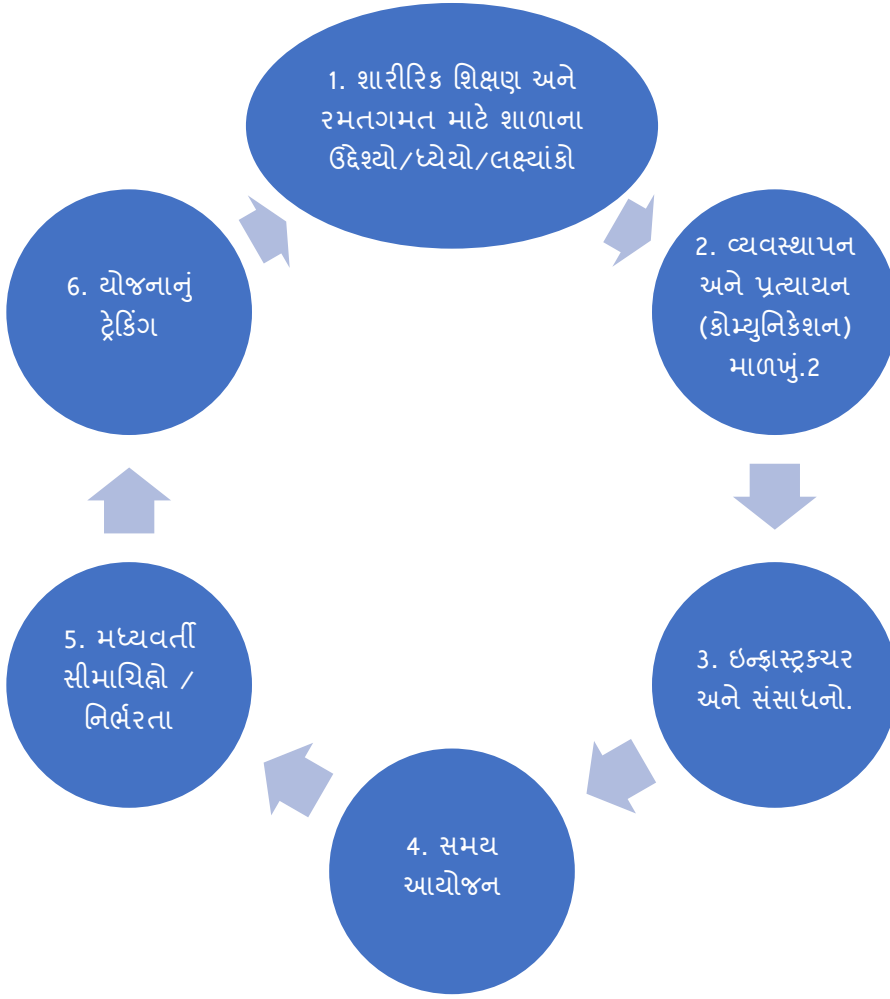 1. શારીરિક શિક્ષણ અને
રમતગમત માટે શાળાના
ઉદ્દેશ્યો/ધ્યેયો/લક્ષ્યાંકો
2. વ્યવસ્થાપન
અને પ્રત્યાયન
(કોમ્યુનિકેશન)
માળખું.2
3. ઇન્ફ્રાસ્ટ્રક્ચર
અને સંસાધનો.
4. સમય
આયોજન
5. મધ્યવર્તી
સીમાચિહ્નો /
નિર્ભરતા
6. યોજનાનું
ટ્રેકિંગ